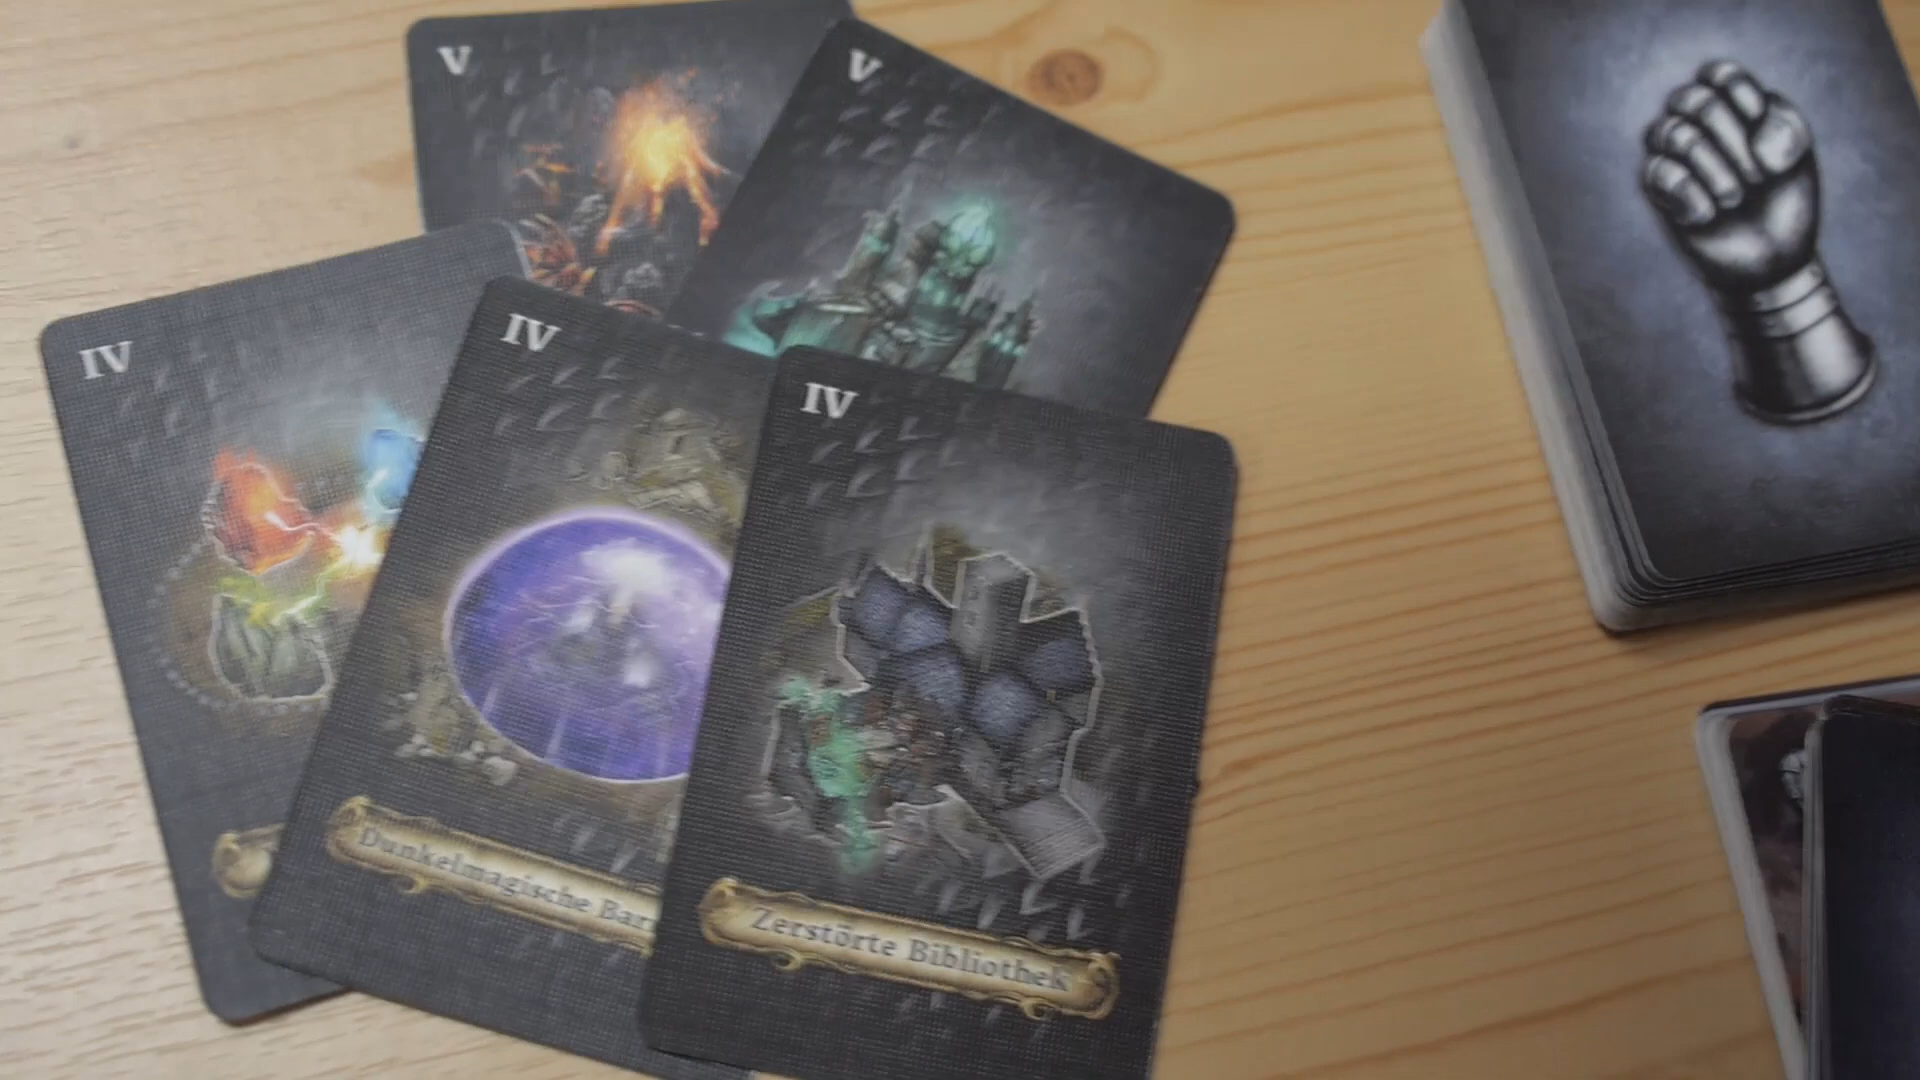 V
V
IV
IV
IV
Dunkelmagische
Zerstörte Bibliothek